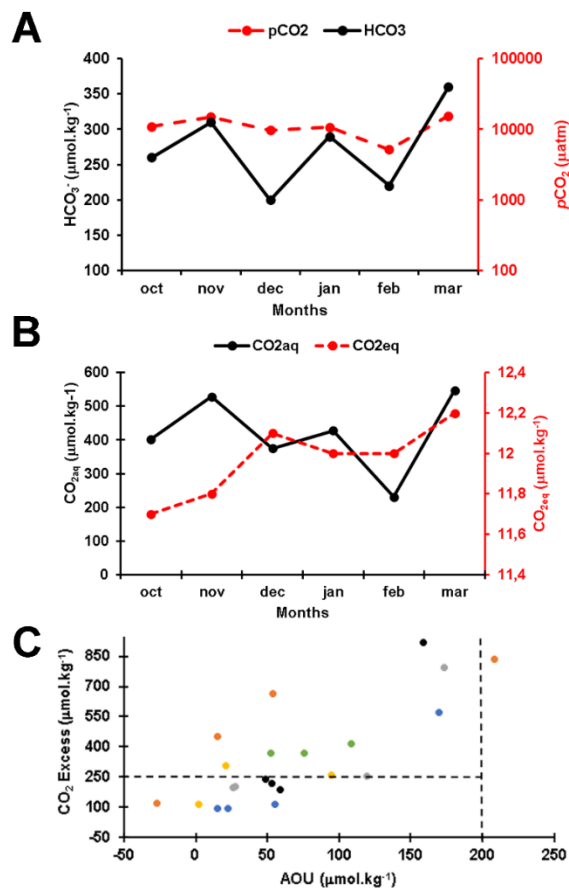 A
pCO2 HCO3
HCO₃⁻ (µmol.kg⁻¹)
400
350
300
250
200
150
100
100000
10000
1000
100
pCO₂ (µatm)
oct nov dec jan feb mar
Months
B
CO2aq CO2eq
CO₂aq (µmol.kg-1)
600
500
400
300
200
100
0
12,4
12,2
12
11,8
11,6
11,4
CO₂eq (µmol.kg⁻¹)
oct nov dec jan feb mar
Months
C
CO₂ Excess (µmol.kg⁻¹)
850
700
550
400
250
100
-50
-50 0 50 100 150 200 250
AOU (µmol.kg⁻¹)